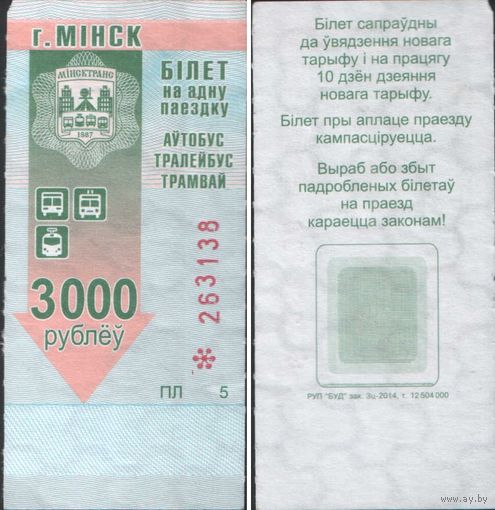 г. МІНСК
МІНСКТРАНС
1887
БІЛЕТ
на адну
паездку
АЎТОБУС
ТРАЛЕЙБУС
ТРАМВАЙ
263138
3000
рублёў
ПЛ 5
Білет сапраўдны
да ўвядзення новага
тарыфу і на працягу
10 дзён дзеяння
новага тарыфу.
Білет пры аплаце праезду
кампасціруецца.
Выраб або збыт
падробленых білетаў
на праезд
караецца законам!
РУП "БУД" зак. 3ц-2014, т. 12 504 000
© www.ay.by